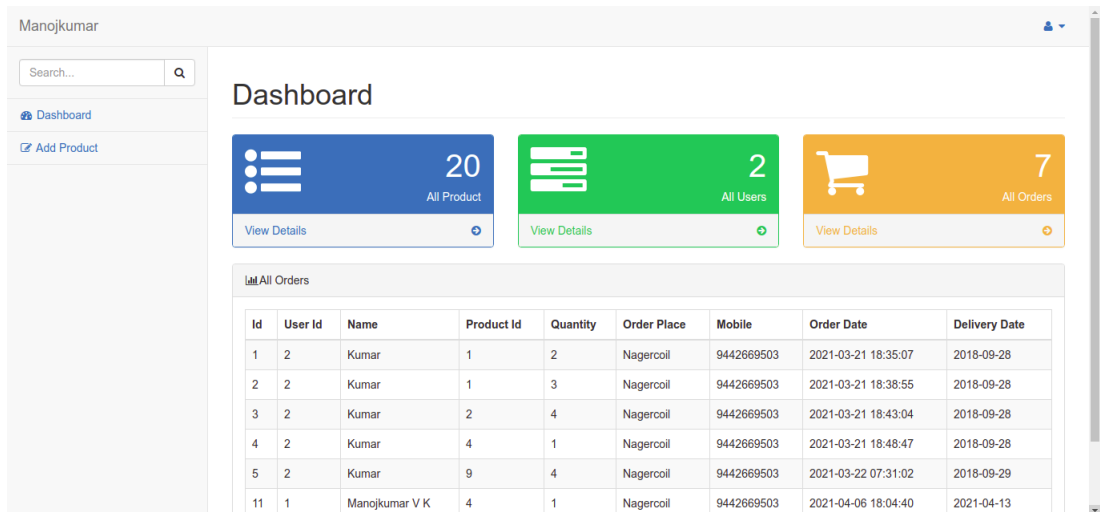 Manojkumar
Search...
Dashboard
Add Product
Dashboard
20
All Product
View Details
2
All Users
View Details
7
All Orders
View Details
All Orders
Id User Id Name Product Id Quantity Order Place Mobile Order Date Delivery Date
1 2 Kumar 1 2 Nagercoil 9442669503 2021-03-21 18:35:07 2018-09-28
2 2 Kumar 1 3 Nagercoil 9442669503 2021-03-21 18:38:55 2018-09-28
3 2 Kumar 2 4 Nagercoil 9442669503 2021-03-21 18:43:04 2018-09-28
4 2 Kumar 4 1 Nagercoil 9442669503 2021-03-21 18:48:47 2018-09-28
5 2 Kumar 9 4 Nagercoil 9442669503 2021-03-22 07:31:02 2018-09-29
11 1 Manojkumar V K 4 1 Nagercoil 9442669503 2021-04-06 18:04:40 2021-04-13